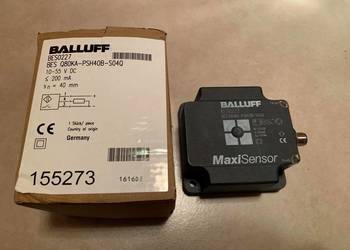 BALLUFF
BES0227
BES Q80KA-PSH40B-S04Q
10-55 V DC
≤ 200 mA
sn = 40 mm
1 Stück/ piece
Country of origin
Germany
155273
BALLUFF
MaxiSensor